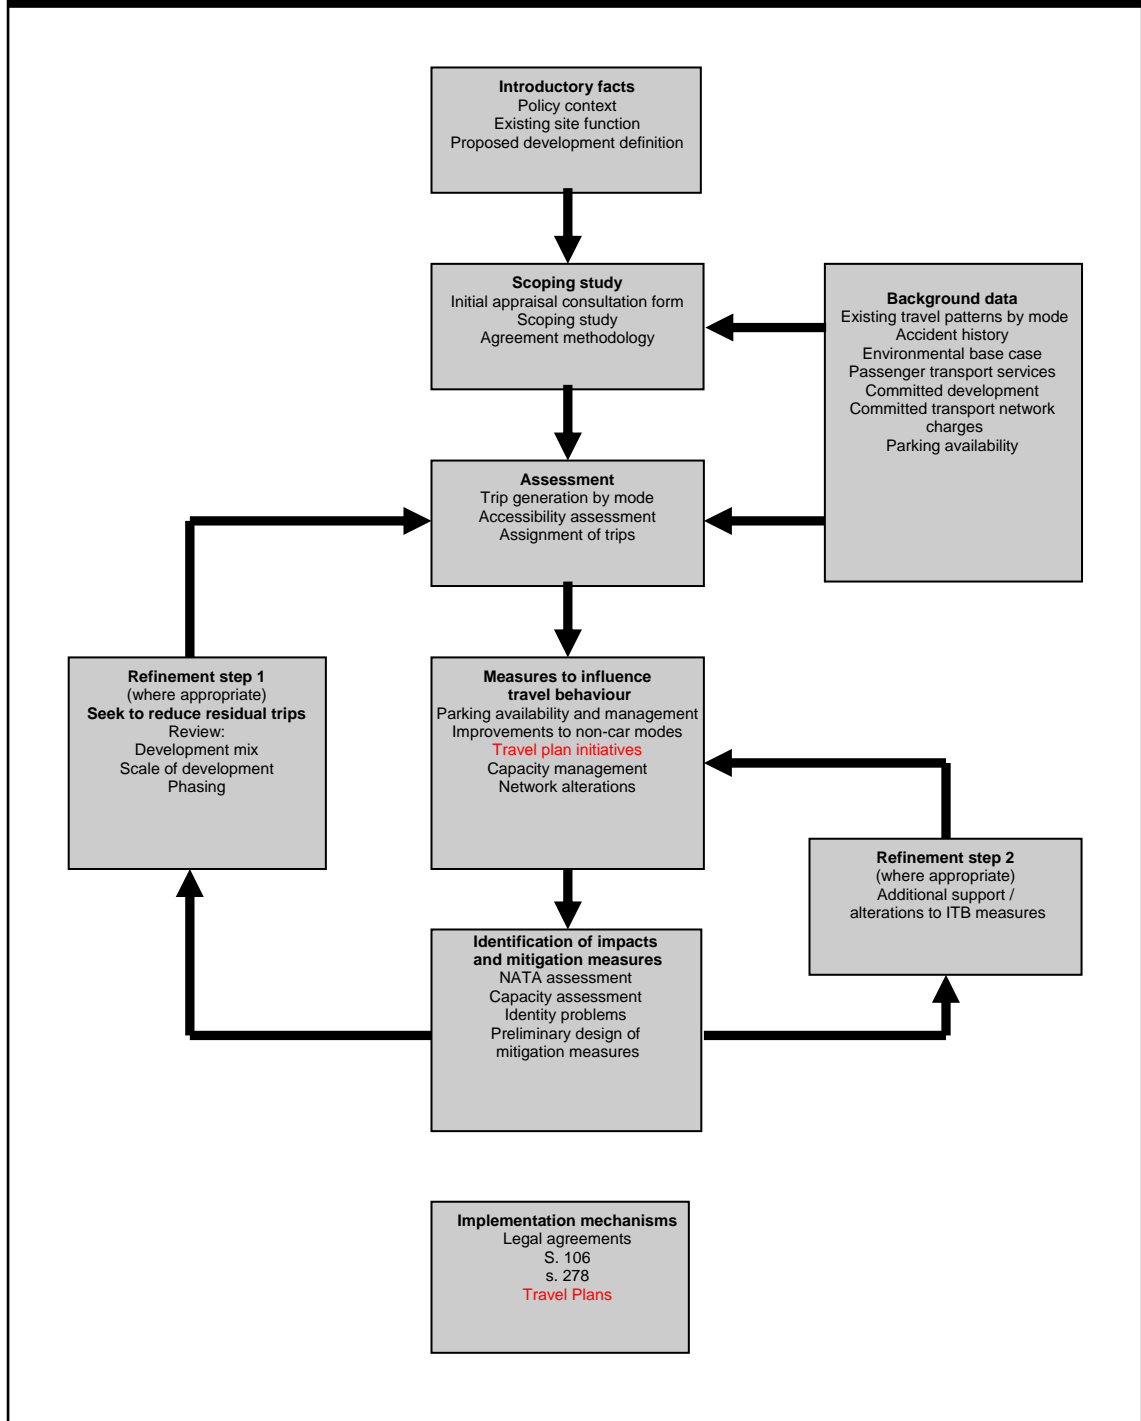 Introductory facts
Policy context
Existing site function
Proposed development definition
Scoping study
Initial appraisal consultation form
Scoping study
Agreement methodology
Background data
Existing travel patterns by mode
Accident history
Environmental base case
Passenger transport services
Committed development
Committed transport network
charges
Parking availability
Assessment
Trip generation by mode
Accessibility assessment
Assignment of trips
Refinement step 1
(where appropriate)
Seek to reduce residual trips
Review:
Development mix
Scale of development
Phasing
Measures to influence
travel behaviour
Parking availability and management
Improvements to non-car modes
Travel plan initiatives
Capacity management
Network alterations
Refinement step 2
(where appropriate)
Additional support /
alterations to ITB measures
Identification of impacts
and mitigation measures
NATA assessment
Capacity assessment
Identity problems
Preliminary design of
mitigation measures
Implementation mechanisms
Legal agreements
S. 106
s. 278
Travel Plans